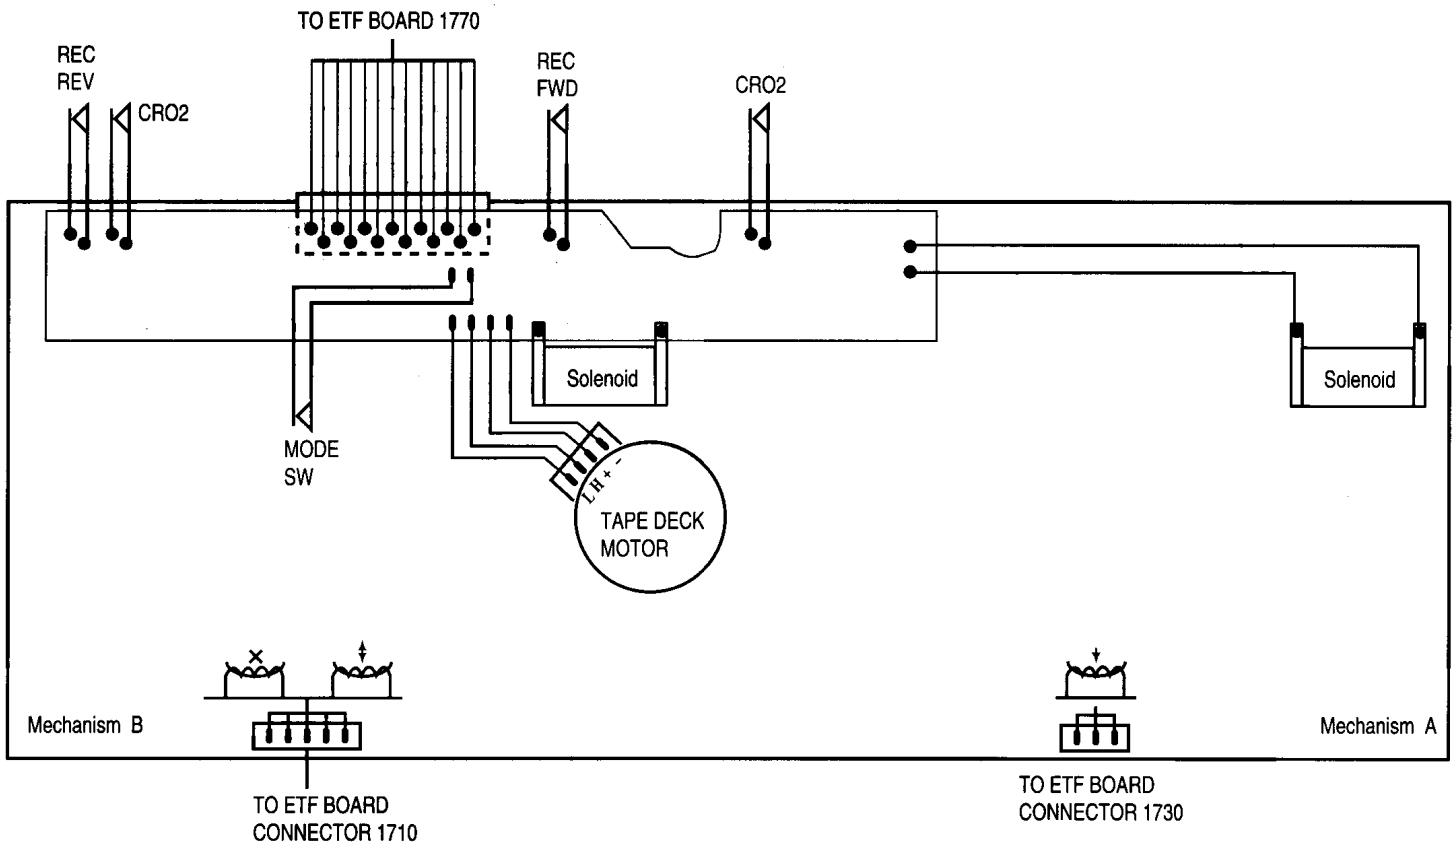 TO ETF BOARD 1770
REC
REV
CRO2
REC
FWD
CRO2
Solenoid
Solenoid
MODE
SW
L H + -
TAPE DECK
MOTOR
Mechanism B
Mechanism A
TO ETF BOARD
CONNECTOR 1710
TO ETF BOARD
CONNECTOR 1730